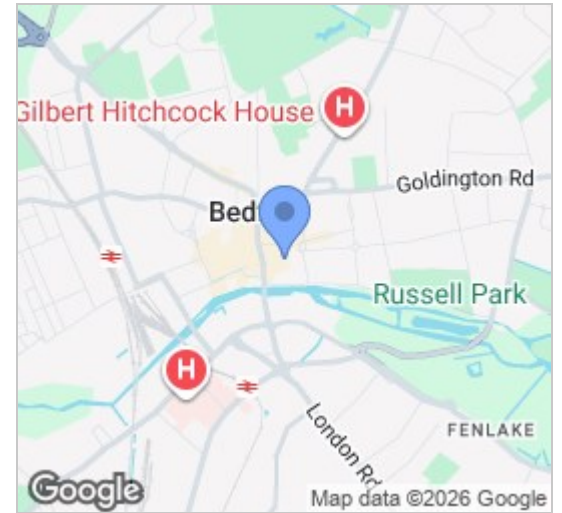 Gilbert Hitchcock House
H
Goldington Rd
Bed
Russell Park
H
London Rd
FENLAKE
Google
Map data ©2026 Google